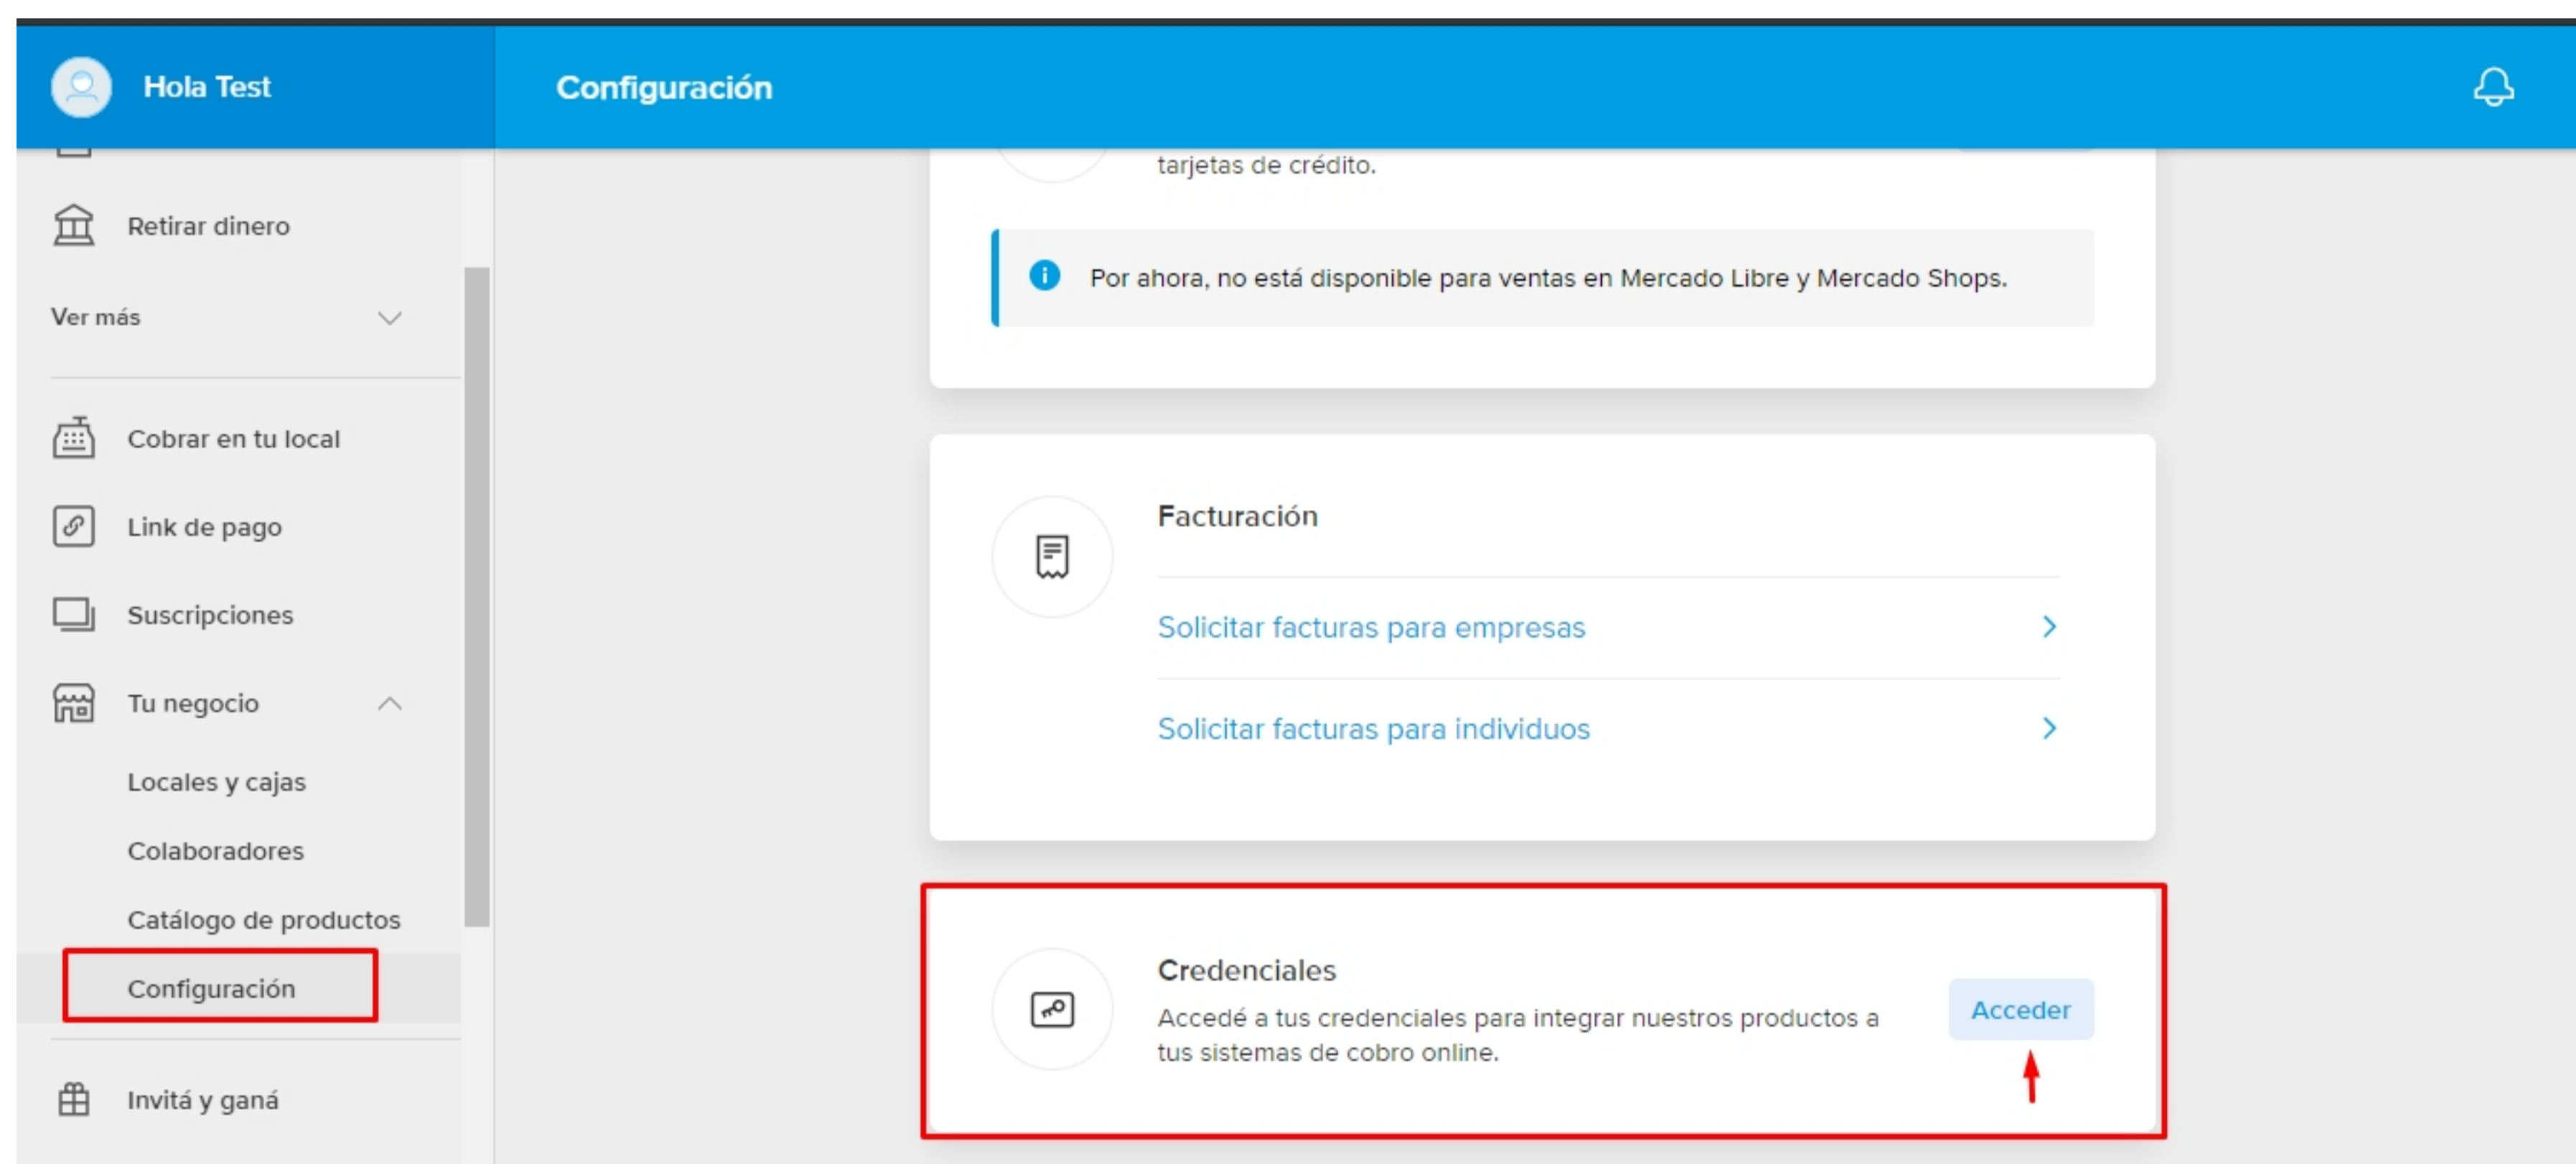 Hola Test
Configuración
Retirar dinero
Ver más
Cobrar en tu local
Link de pago
Suscripciones
Tu negocio
Locales y cajas
Colaboradores
Catálogo de productos
Configuración
Invitá y ganá
tarjetas de crédito.
Por ahora, no está disponible para ventas en Mercado Libre y Mercado Shops.
Facturación
Solicitar facturas para empresas
Solicitar facturas para individuos
Credenciales
Accedé a tus credenciales para integrar nuestros productos a
tus sistemas de cobro online.
Acceder